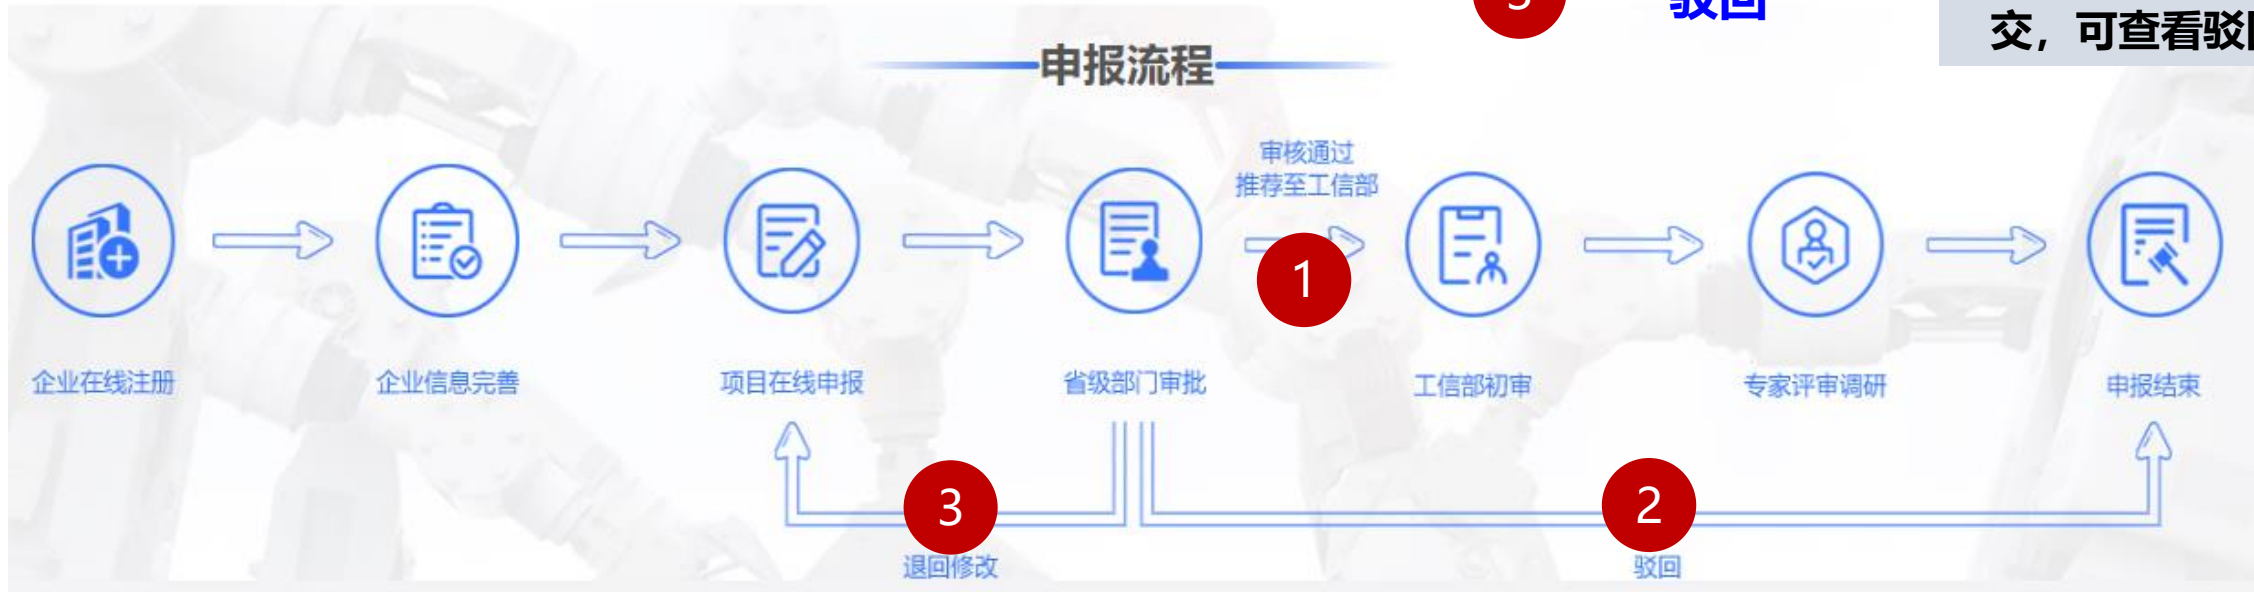 驳回
交，可查看驳
申报流程
审核通过
推荐至工信部
1
企业在线注册
企业信息完善
项目在线申报
省级部门审批
工信部初审
专家评审调研
申报结束
3
2
退回修改
驳回